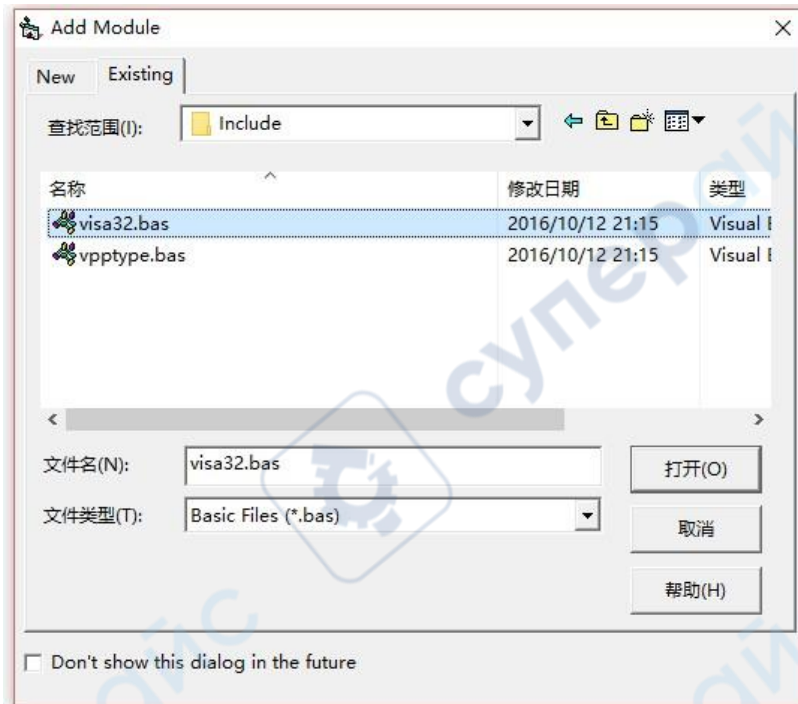 Add Module
New Existing
查找范围(I): Include
名称 修改日期 类型
visa32.bas 2016/10/12 21:15 Visual
vpptype.bas 2016/10/12 21:15 Visual
文件名(N): visa32.bas 打开(O)
文件类型(T): Basic Files (*.bas)
取消
帮助(H)
Don't show this dialog in the future
суперайс